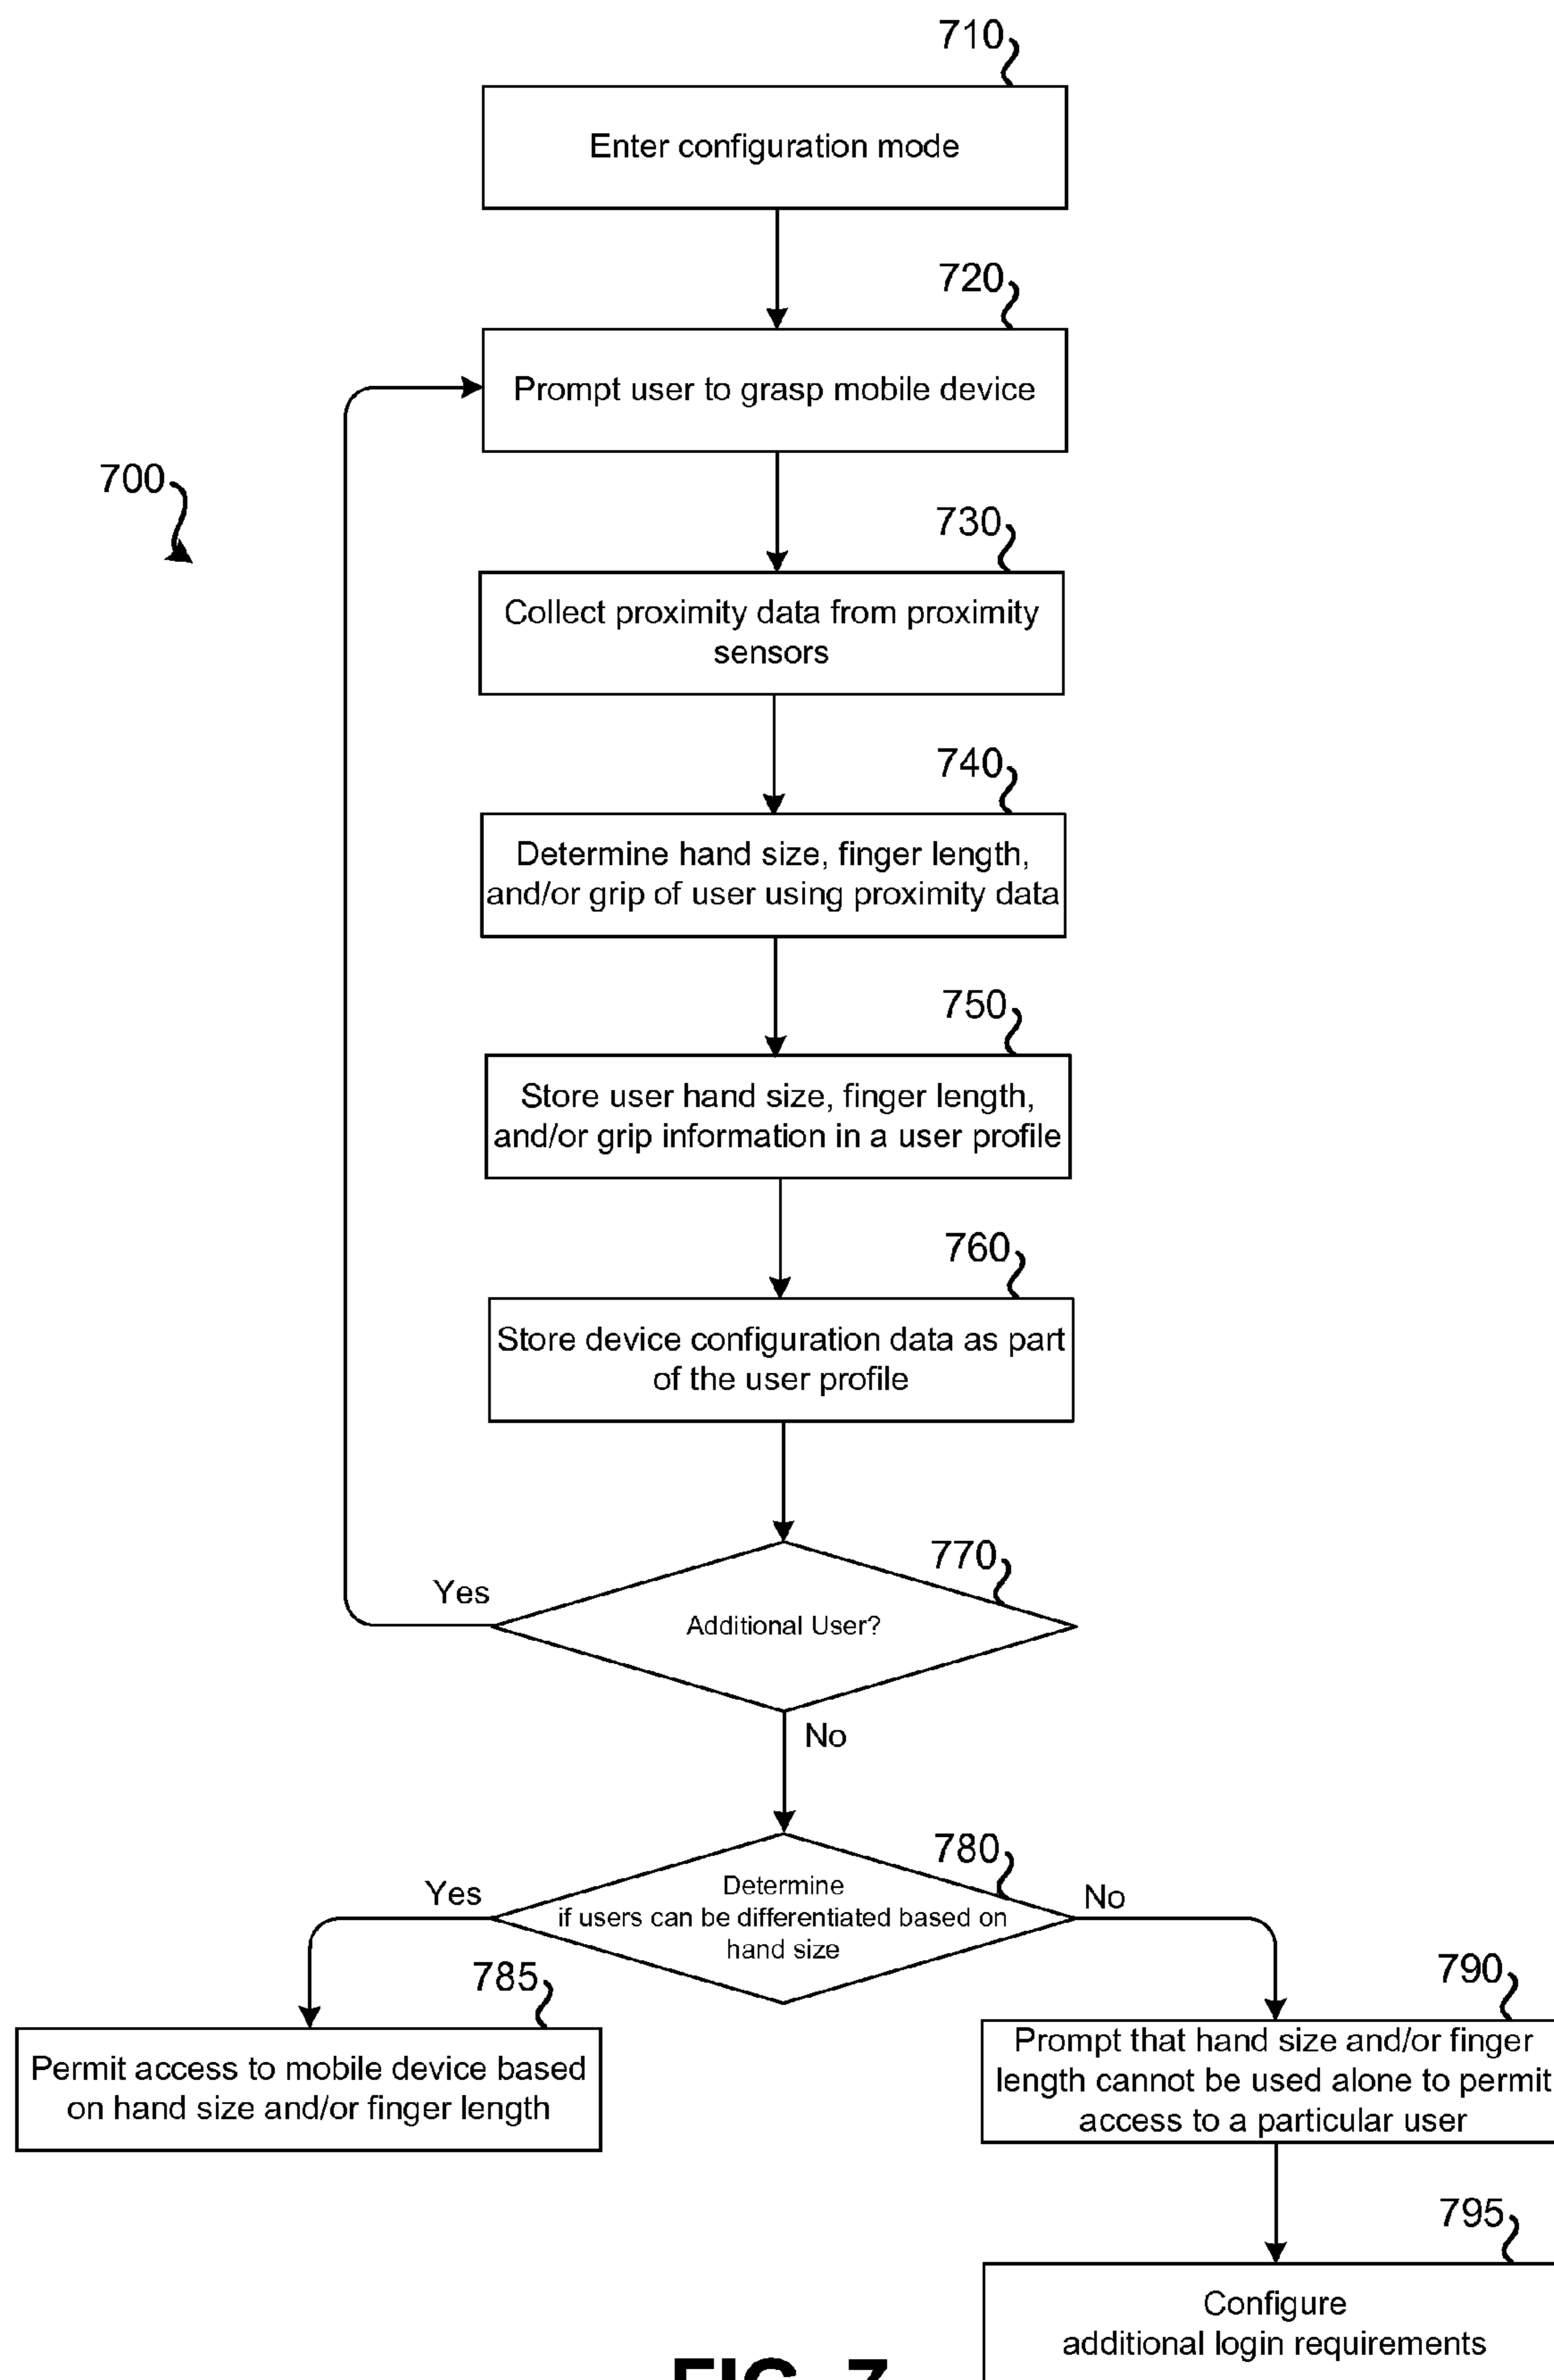 710
Enter configuration mode
720
Prompt user to grasp mobile device
700
730
Collect proximity data from proximity
sensors
740
Determine hand size, finger length,
and/or grip of user using proximity data
750
Store user hand size, finger length,
and/or grip information in a user profile
760
Store device configuration data as part
of the user profile
770
Yes
Additional User?
No
780
Yes
Determine
if users can be differentiated based on
hand size
No
785
Permit access to mobile device based
on hand size and/or finger length
790
Prompt that hand size and/or finger
length cannot be used alone to permit
access to a particular user
795
Configure
additional login requirements
FIG. 7